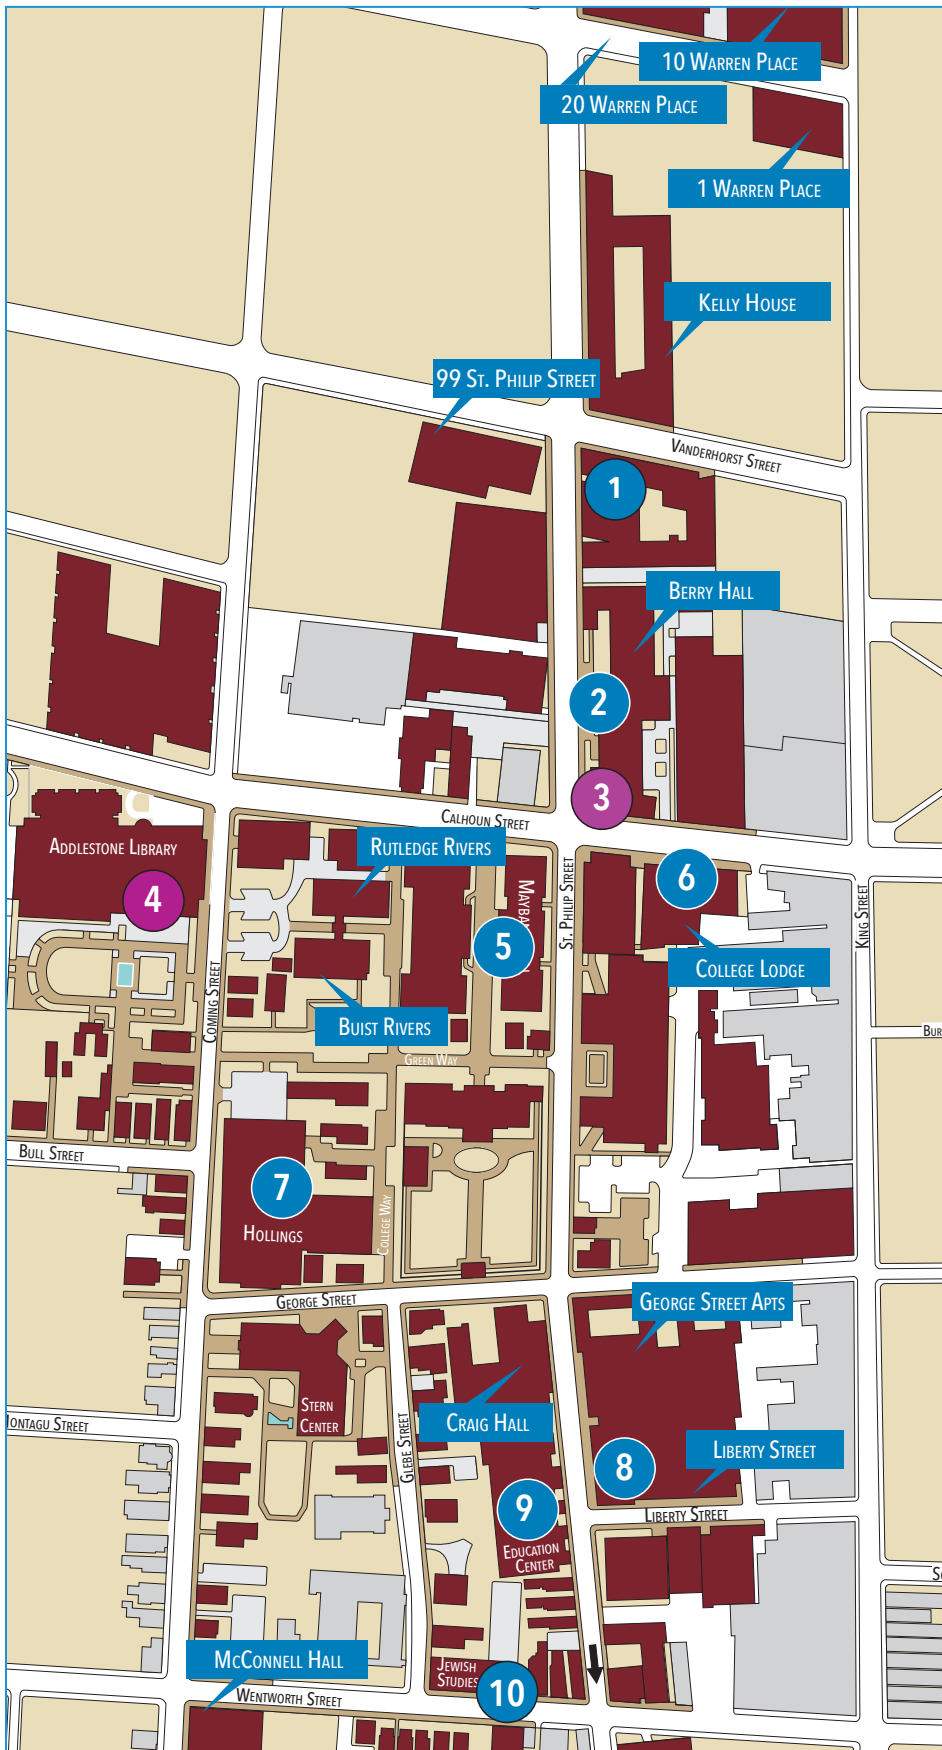 10 Warren Place
20 Warren Place
1 Warren Place
Kelly House
99 St. Philip Street
Vanderhorst Street
1
Berry Hall
2
3
Calhoun Street
Addlestone Library
Rutledge Rivers
4
6
St. Philip Street
King Street
5
College Lodge
Coming Street
Buist Rivers
Green Way
Bull Street
7
Hollings
College Way
George Street
George Street Apts
Stern
Center
Craig Hall
Glebe Street
Liberty Street
8
9
Liberty Street
Education
Center
McConnell Hall
Jewish
Studies
10
Wentworth Street